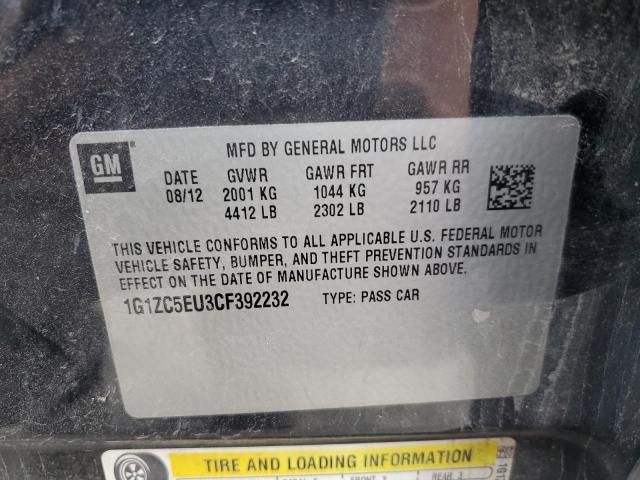 GM
MFD BY GENERAL MOTORS LLC
DATE GVWR GAWR FRT GAWR RR
08/12 2001 KG 1044 KG 957 KG
4412 LB 2302 LB 2110 LB
THIS VEHICLE CONFORMS TO ALL APPLICABLE U.S. FEDERAL MOTOR
VEHICLE SAFETY, BUMPER, AND THEFT PREVENTION STANDARDS IN
EFFECT ON THE DATE OF MANUFACTURE SHOWN ABOVE.
1G1ZC5EU3CF392232 TYPE: PASS CAR
TIRE AND LOADING INFORMATION